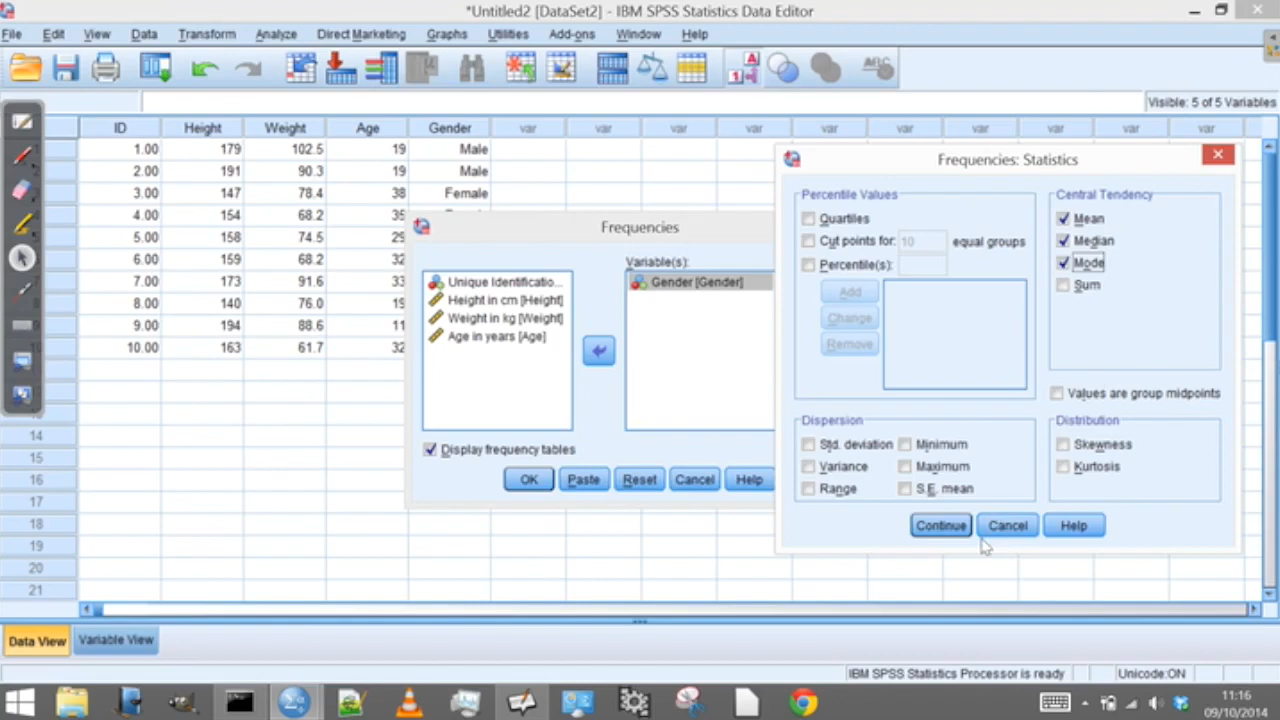 *Untitled2 [DataSet2] - IBM SPSS Statistics Data Editor
File Edit View Data Transform Analyze Direct Marketing Graphs Utilities Add-ons Window Help
Visible: 5 of 5 Variables
ID Height Weight Age Gender var var var var var var var var var var
1.00 179 102.5 19 Male
2.00 191 90.3 19 Male
3.00 147 78.4 38 Female
4.00 154 68.2 35
5.00 158 74.5 29
6.00 159 68.2 32
7.00 173 91.6 33
8.00 140 76.0 19
9.00 194 88.6 11
10.00 163 61.7 32
14
15
16
17
18
19
20
21
Frequencies
Variable(s):
Unique Identificatio...
Height in cm [Height]
Weight in kg [Weight]
Age in years [Age]
Gender [Gender]
Display frequency tables
OK Paste Reset Cancel Help
Frequencies: Statistics
Percentile Values
Quartiles
Cut points for: 10 equal groups
Percentile(s):
Add
Change
Remove
Central Tendency
Mean
Median
Mode
Sum
Values are group midpoints
Dispersion
Std. deviation Minimum
Variance Maximum
Range S.E. mean
Distribution
Skewness
Kurtosis
Continue Cancel Help
Data View Variable View
IBM SPSS Statistics Processor is ready Unicode:ON
11:16
09/10/2014